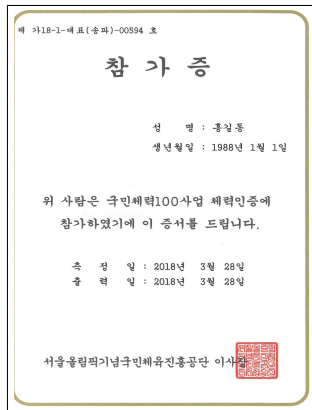 제 가18-1-대표(송파)-00594 호
참 가 증
성 명 : 홍길동
생년월일 : 1988년 1월 1일
위 사람은 국민체력100사업 체력인증에
참가하였기에 이 증서를 드립니다.
측 정 일 : 2018년 3월 28일
출 력 일 : 2018년 3월 28일
서울올림픽기념국민체육진흥공단 이사장